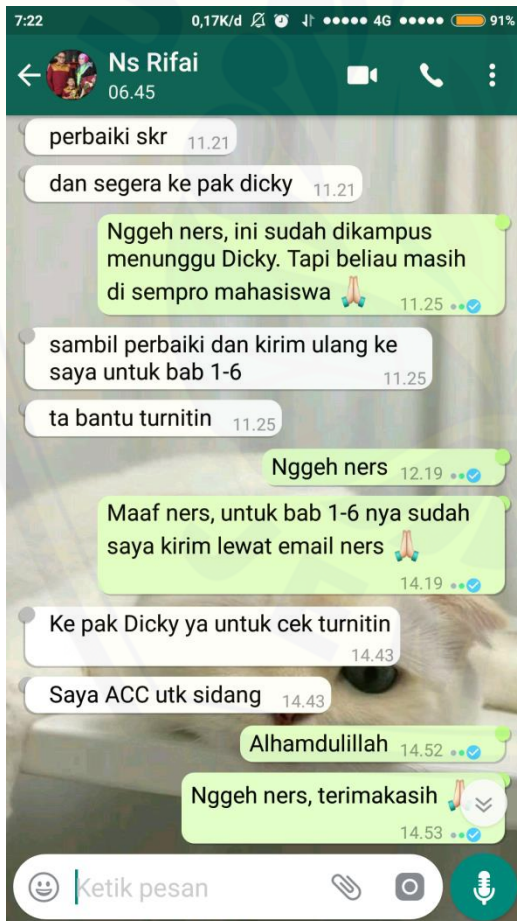 7:22
0,17K/d 4G 91%
Ns Rifai
06.45
perbaiki skr 11.21
dan segera ke pak dicky 11.21
Nggeh ners, ini sudah dikampus
menunggu Dicky. Tapi beliau masih
di sempro mahasiswa 🙏🏻 11.25
sambil perbaiki dan kirim ulang ke
saya untuk bab 1-6 11.25
ta bantu turnitin 11.25
Nggeh ners 12.19
Maaf ners, untuk bab 1-6 nya sudah
saya kirim lewat email ners 🙏🏻
14.19
Ke pak Dicky ya untuk cek turnitin
14.43
Saya ACC utk sidang 14.43
Alhamdulillah 14.52
Nggeh ners, terimakasih 🙏🏻
14.53
Ketik pesan